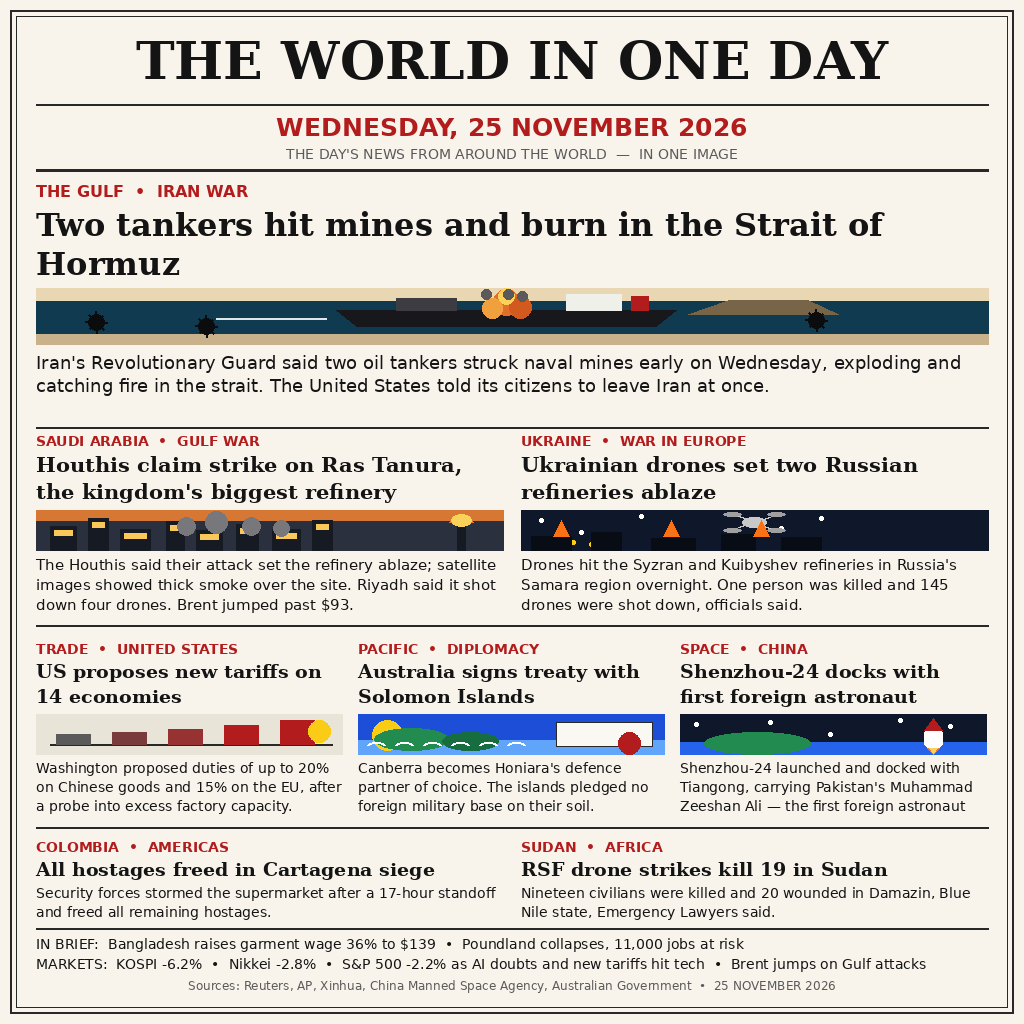 THE WORLD IN ONE DAY
WEDNESDAY, 25 NOVEMBER 2026
THE DAY'S NEWS FROM AROUND THE WORLD — IN ONE IMAGE
THE GULF • IRAN WAR
Two tankers hit mines and burn in the Strait of
Hormuz
Iran's Revolutionary Guard said two oil tankers struck naval mines early on Wednesday, exploding and
catching fire in the strait. The United States told its citizens to leave Iran at once.
SAUDI ARABIA • GULF WAR
Houthis claim strike on Ras Tanura,
the kingdom's biggest refinery
The Houthis said their attack set the refinery ablaze; satellite
images showed thick smoke over the site. Riyadh said it shot
down four drones. Brent jumped past $93.
UKRAINE • WAR IN EUROPE
Ukrainian drones set two Russian
refineries ablaze
Drones hit the Syzran and Kuibyshev refineries in Russia's
Samara region overnight. One person was killed and 145
drones were shot down, officials said.
TRADE • UNITED STATES
US proposes new tariffs on
14 economies
Washington proposed duties of up to 20%
on Chinese goods and 15% on the EU, after
a probe into excess factory capacity.
PACIFIC • DIPLOMACY
Australia signs treaty with
Solomon Islands
Canberra becomes Honiara's defence
partner of choice. The islands pledged no
foreign military base on their soil.
SPACE • CHINA
Shenzhou-24 docks with
first foreign astronaut
Shenzhou-24 launched and docked with
Tiangong, carrying Pakistan's Muhammad
Zeeshan Ali — the first foreign astronaut
COLOMBIA • AMERICAS
All hostages freed in Cartagena siege
Security forces stormed the supermarket after a 17-hour standoff
and freed all remaining hostages.
SUDAN • AFRICA
RSF drone strikes kill 19 in Sudan
Nineteen civilians were killed and 20 wounded in Damazin, Blue
Nile state, Emergency Lawyers said.
IN BRIEF: Bangladesh raises garment wage 36% to $139 • Poundland collapses, 11,000 jobs at risk
MARKETS: KOSPI -6.2% • Nikkei -2.8% • S&P 500 -2.2% as AI doubts and new tariffs hit tech • Brent jumps on Gulf attacks
Sources: Reuters, AP, Xinhua, China Manned Space Agency, Australian Government • 25 NOVEMBER 2026